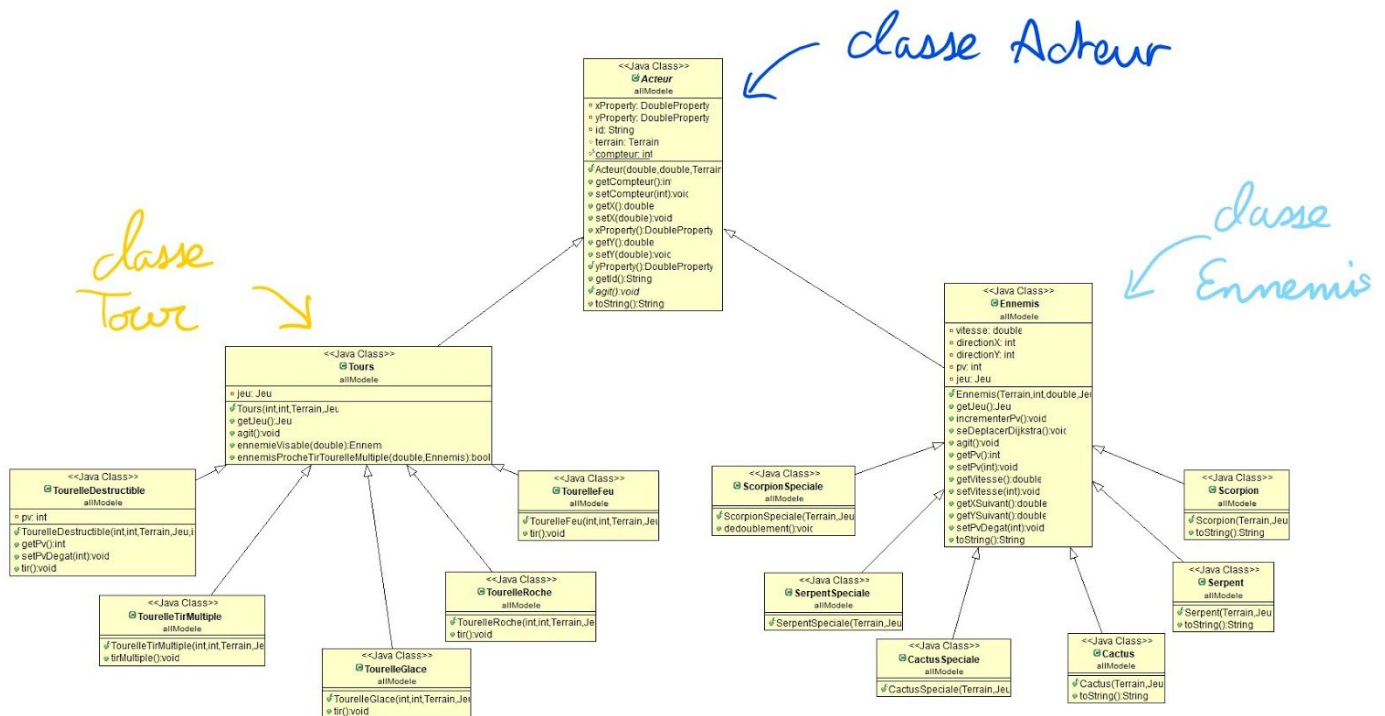 classe Acteur
<<Java Class>>
Acteur
allModele
xProperty: DoubleProperty
yProperty: DoubleProperty
id: String
terrain: Terrain
compteur: int
Acteur(double,double,Terrain
getCompteur():in
setCompteur(int):voic
getX():double
setX(double):void
xProperty():DoubleProperty
getY():double
setY(double):voic
yProperty():DoubleProperty
getId():String
agit():void
toString():String
classe
Tour
classe
Ennemis
<<Java Class>>
Tours
allModele
jeu: Jeu
Tours(int,int,Terrain,Jeu
getJeu():Jeu
agit():void
ennemieVisable(double):Ennem
ennemisProcheTirTourelleMultiple(double,Ennemis):bool
<<Java Class>>
Ennemis
allModele
vitesse: double
directionX: int
directionY: int
pv: int
jeu: Jeu
Ennemis(Terrain,int,double,Jeu
getJeu():Jeu
incrementerPv():void
seDeplacerDijkstra():voic
agit():void
getPv():int
setPv(int):void
getVitesse():double
setVitesse(int):void
getXSuivant():double
getYSuivant():double
setPvDegat(int):void
toString():String
<<Java Class>>
TourelleDestructible
allModele
pv: int
TourelleDestructible(int,int,Terrain,Jeu,i
getPv():int
setPvDegat(int):void
tir():void
<<Java Class>>
TourelleTirMultiple
allModele
TourelleTirMultiple(int,int,Terrain,Je
tirMultiple():void
<<Java Class>>
TourelleGlace
allModele
TourelleGlace(int,int,Terrain,Jeu
tir():void
<<Java Class>>
TourelleRoche
allModele
TourelleRoche(int,int,Terrain,Je
tir():void
<<Java Class>>
TourelleFeu
allModele
TourelleFeu(int,int,Terrain,Jeu
tir():void
<<Java Class>>
ScorpionSpeciale
allModele
ScorpionSpeciale(Terrain,Jeu
dedoublement():voic
<<Java Class>>
SerpentSpeciale
allModele
SerpentSpeciale(Terrain,Jeu
<<Java Class>>
CactusSpeciale
allModele
CactusSpeciale(Terrain,Jeu
<<Java Class>>
Cactus
allModele
Cactus(Terrain,Jeu
toString():String
<<Java Class>>
Serpent
allModele
Serpent(Terrain,Jeu
toString():String
<<Java Class>>
Scorpion
allModele
Scorpion(Terrain,Jeu
toString():String